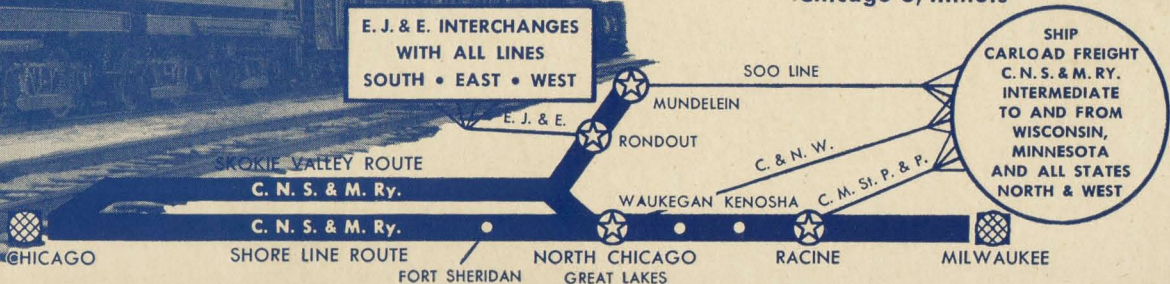 Chicago 6, Illinois
E. J. & E. INTERCHANGES
WITH ALL LINES
SOUTH • EAST • WEST
SHIP
CARLOAD FREIGHT
C. N. S. & M. RY.
INTERMEDIATE
TO AND FROM
WISCONSIN,
MINNESOTA
AND ALL STATES
NORTH & WEST
SOO LINE
MUNDELEIN
E. J. & E.
RONDOUT
C. & N. W.
C. M. St. P. & P.
SKOKIE VALLEY ROUTE
C. N. S. & M. Ry.
WAUKEGAN KENOSHA
C. N. S. & M. Ry.
CHICAGO
SHORE LINE ROUTE
FORT SHERIDAN
NORTH CHICAGO
GREAT LAKES
RACINE
MILWAUKEE